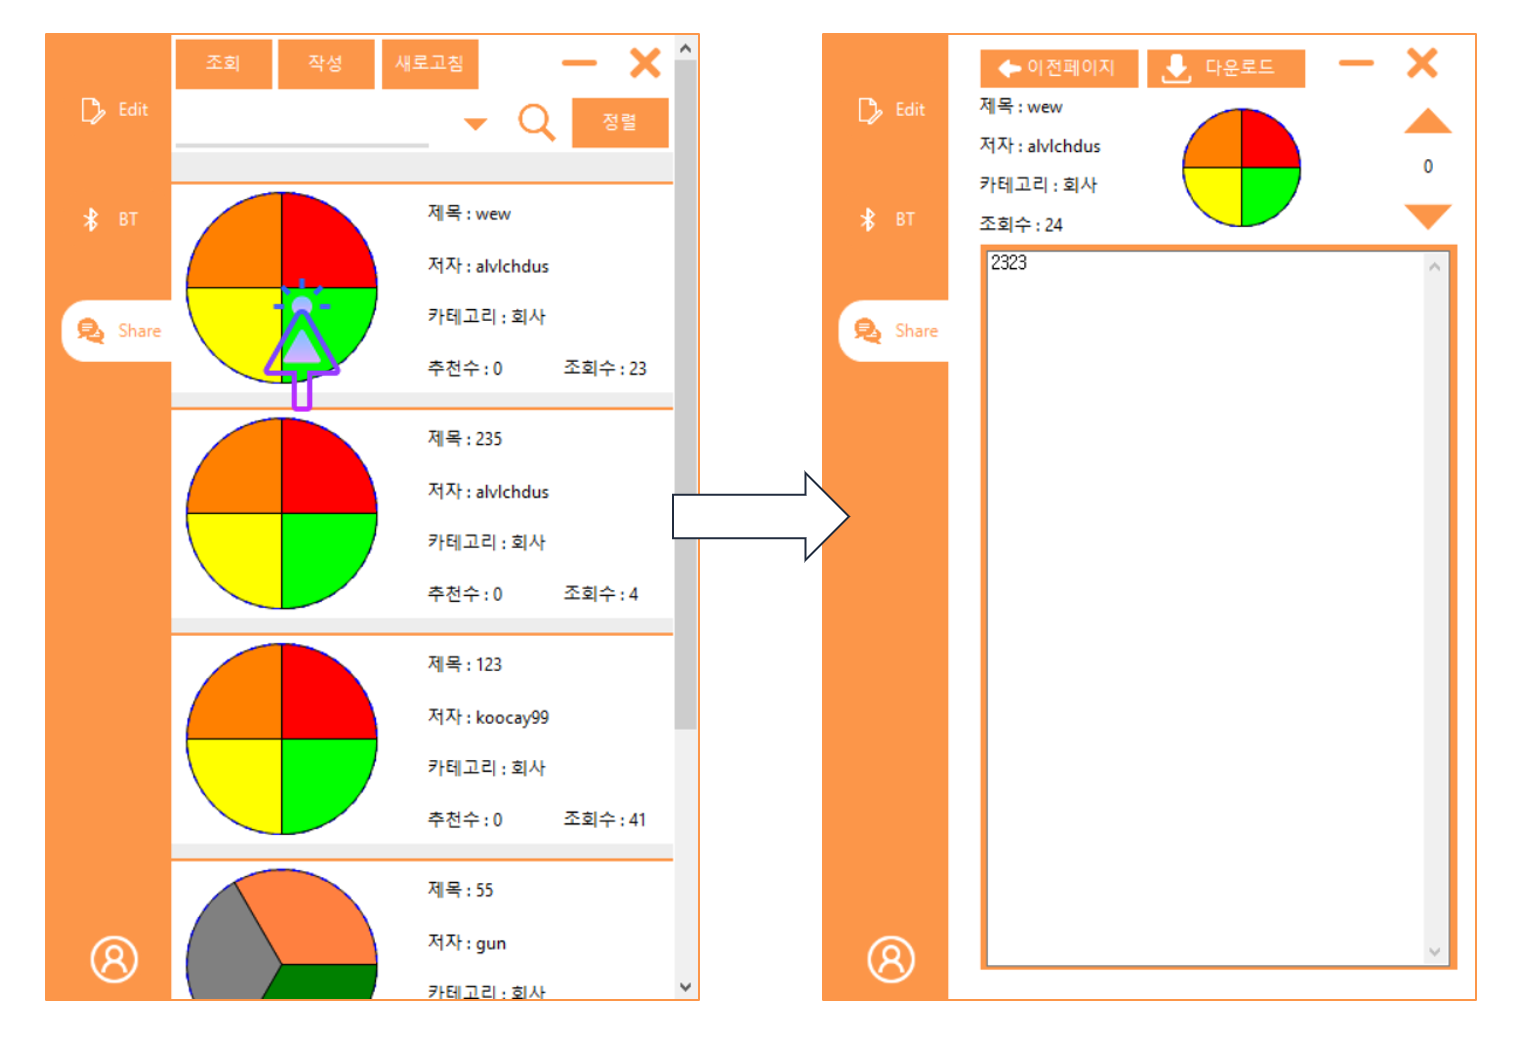 조회 작성 새로고침
정렬
Edit
BT
Share
제목 : wew
저자 : alvlchdus
카테고리 : 회사
추천수 : 0 조회수 : 23
제목 : 235
저자 : alvlchdus
카테고리 : 회사
추천수 : 0 조회수 : 4
제목 : 123
저자 : koocay99
카테고리 : 회사
추천수 : 0 조회수 : 41
제목 : 55
저자 : gun
카테고리 : 회사
이전페이지 다운로드
Edit
BT
Share
제목 : wew
저자 : alvlchdus
카테고리 : 회사
조회수 : 24
0
2323